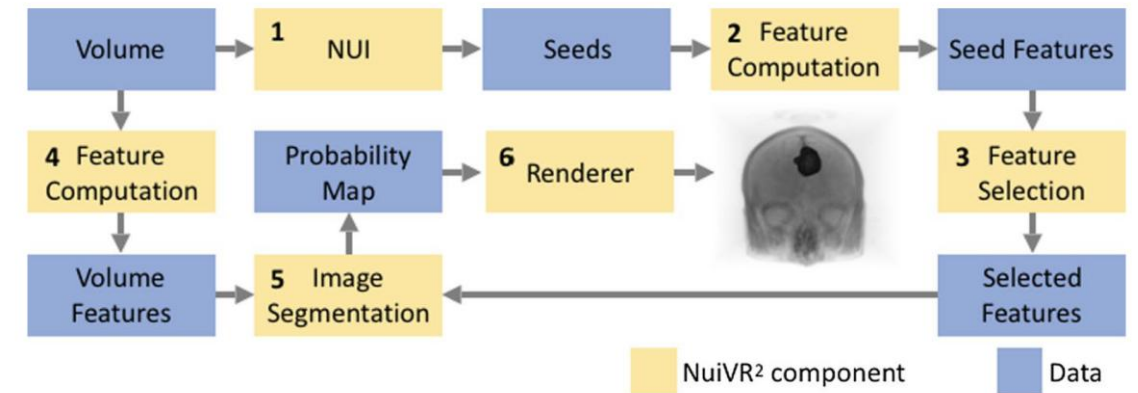 Volume
1 NUI
Seeds
2 Feature
Computation
Seed Features
4 Feature
Computation
Probability
Map
6 Renderer
3 Feature
Selection
Volume
Features
5 Image
Segmentation
Selected
Features
NuiVR² component
Data